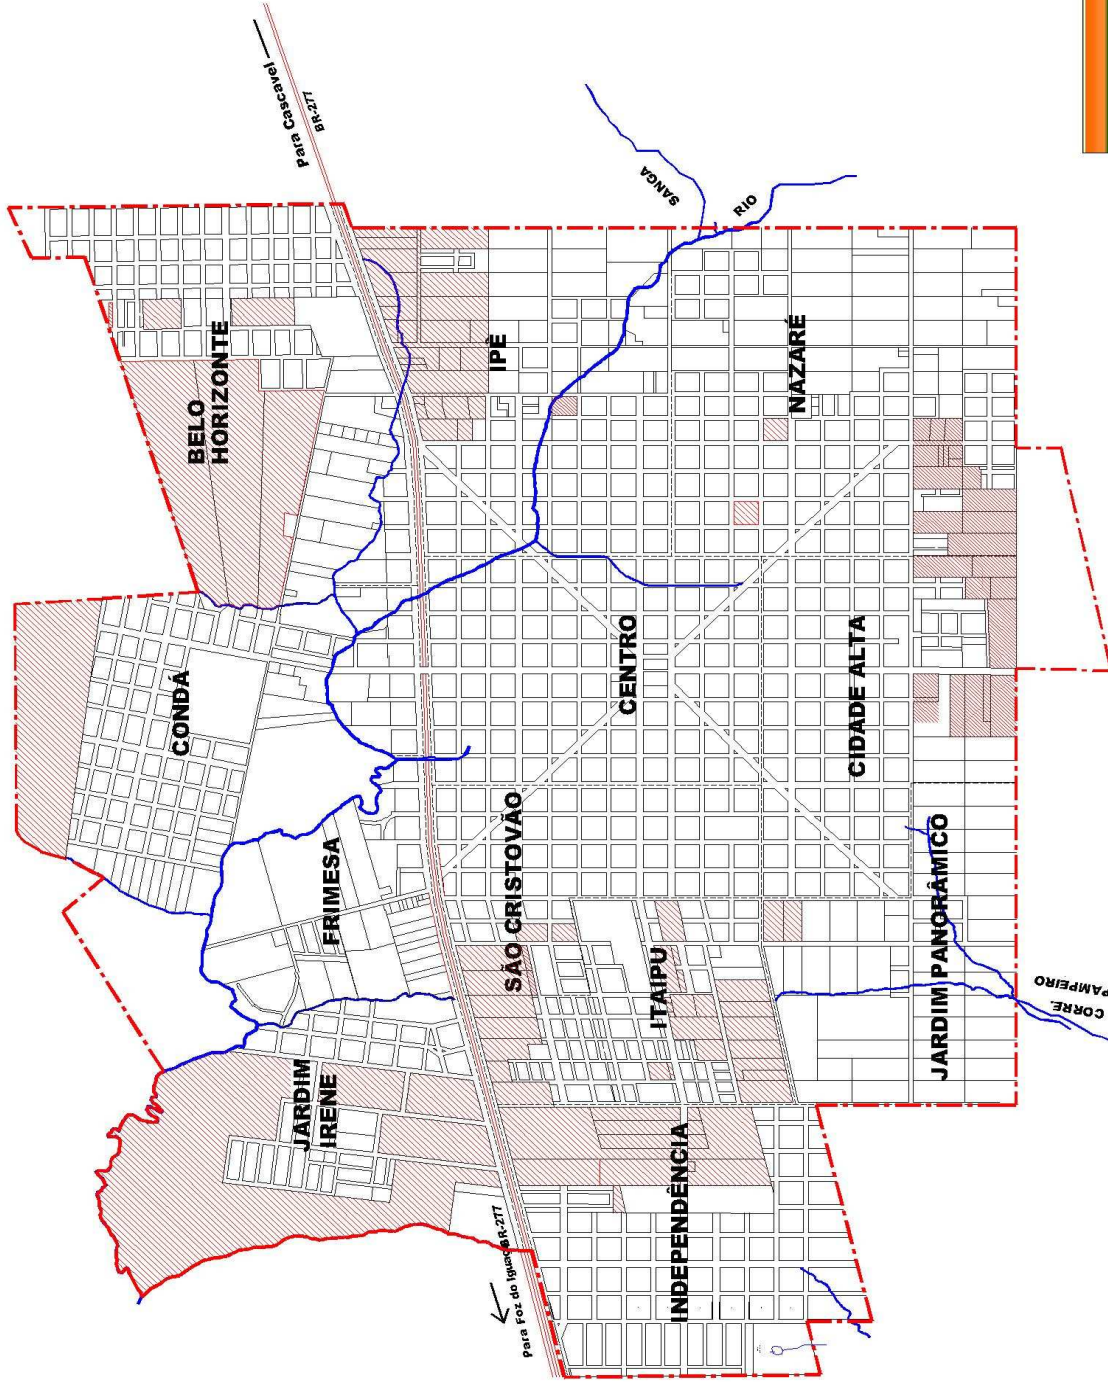 Para Cascavel
BR-277
SANGA
RIO
BELO
HORIZONTE
IPÊ
NAZARÉ
CONDÁ
CENTRO
CIDADE ALTA
FRIMESA
SÃO CRISTOVÃO
JARDIM PANORÂMICO
ITAIPU
CORRE.
PAMPEIRO
JARDIM
IRENE
INDEPENDÊNCIA
BR-277
Para Foz do Iguaçu